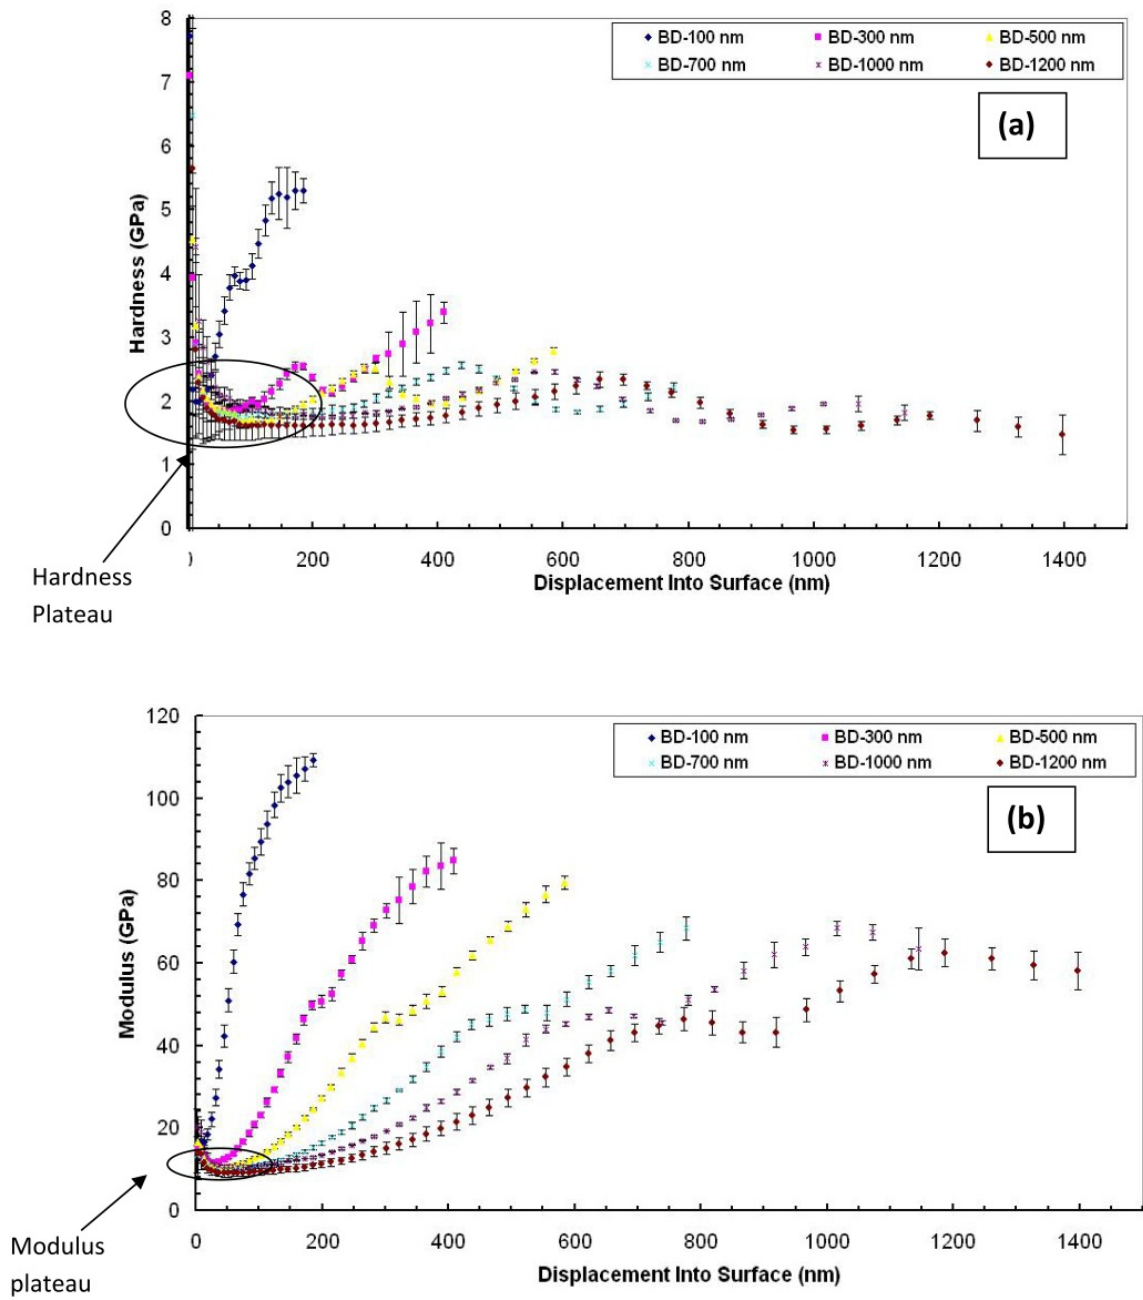 8
7
6
5
4
3
2
1
0
Hardness (GPa)
BD-100 nm BD-300 nm BD-500 nm
BD-700 nm BD-1000 nm BD-1200 nm
(a)
) 200 400 600 800 1000 1200 1400
Displacement Into Surface (nm)
Hardness
Plateau
120
100
80
60
40
20
0
Modulus (GPa)
BD-100 nm BD-300 nm BD-500 nm
BD-700 nm BD-1000 nm BD-1200 nm
(b)
0 200 400 600 800 1000 1200 1400
Displacement Into Surface (nm)
Modulus
plateau